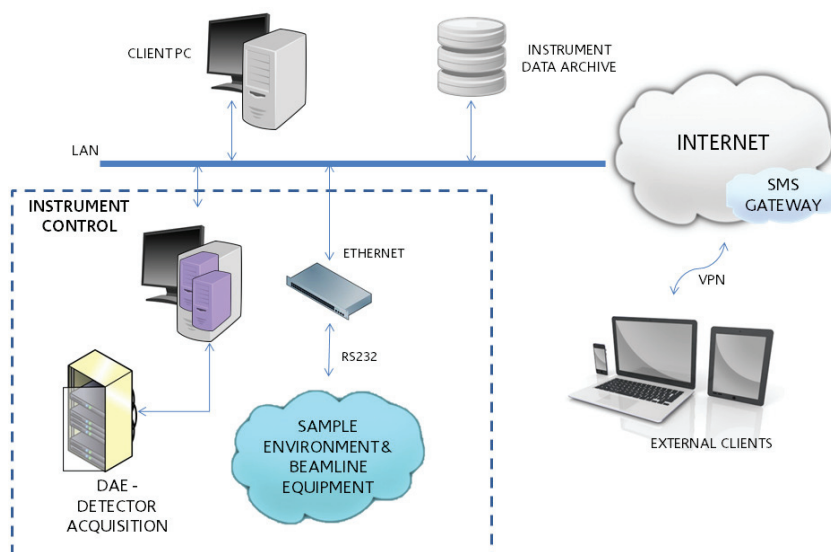 CLIENT PC
INSTRUMENT
DATA ARCHIVE
LAN
INTERNET
SMS
GATEWAY
INSTRUMENT
CONTROL
ETHERNET
VPN
RS232
SAMPLE
ENVIRONMENT &
BEAMLINE
EQUIPMENT
EXTERNAL CLIENTS
DAE -
DETECTOR
ACQUISITION